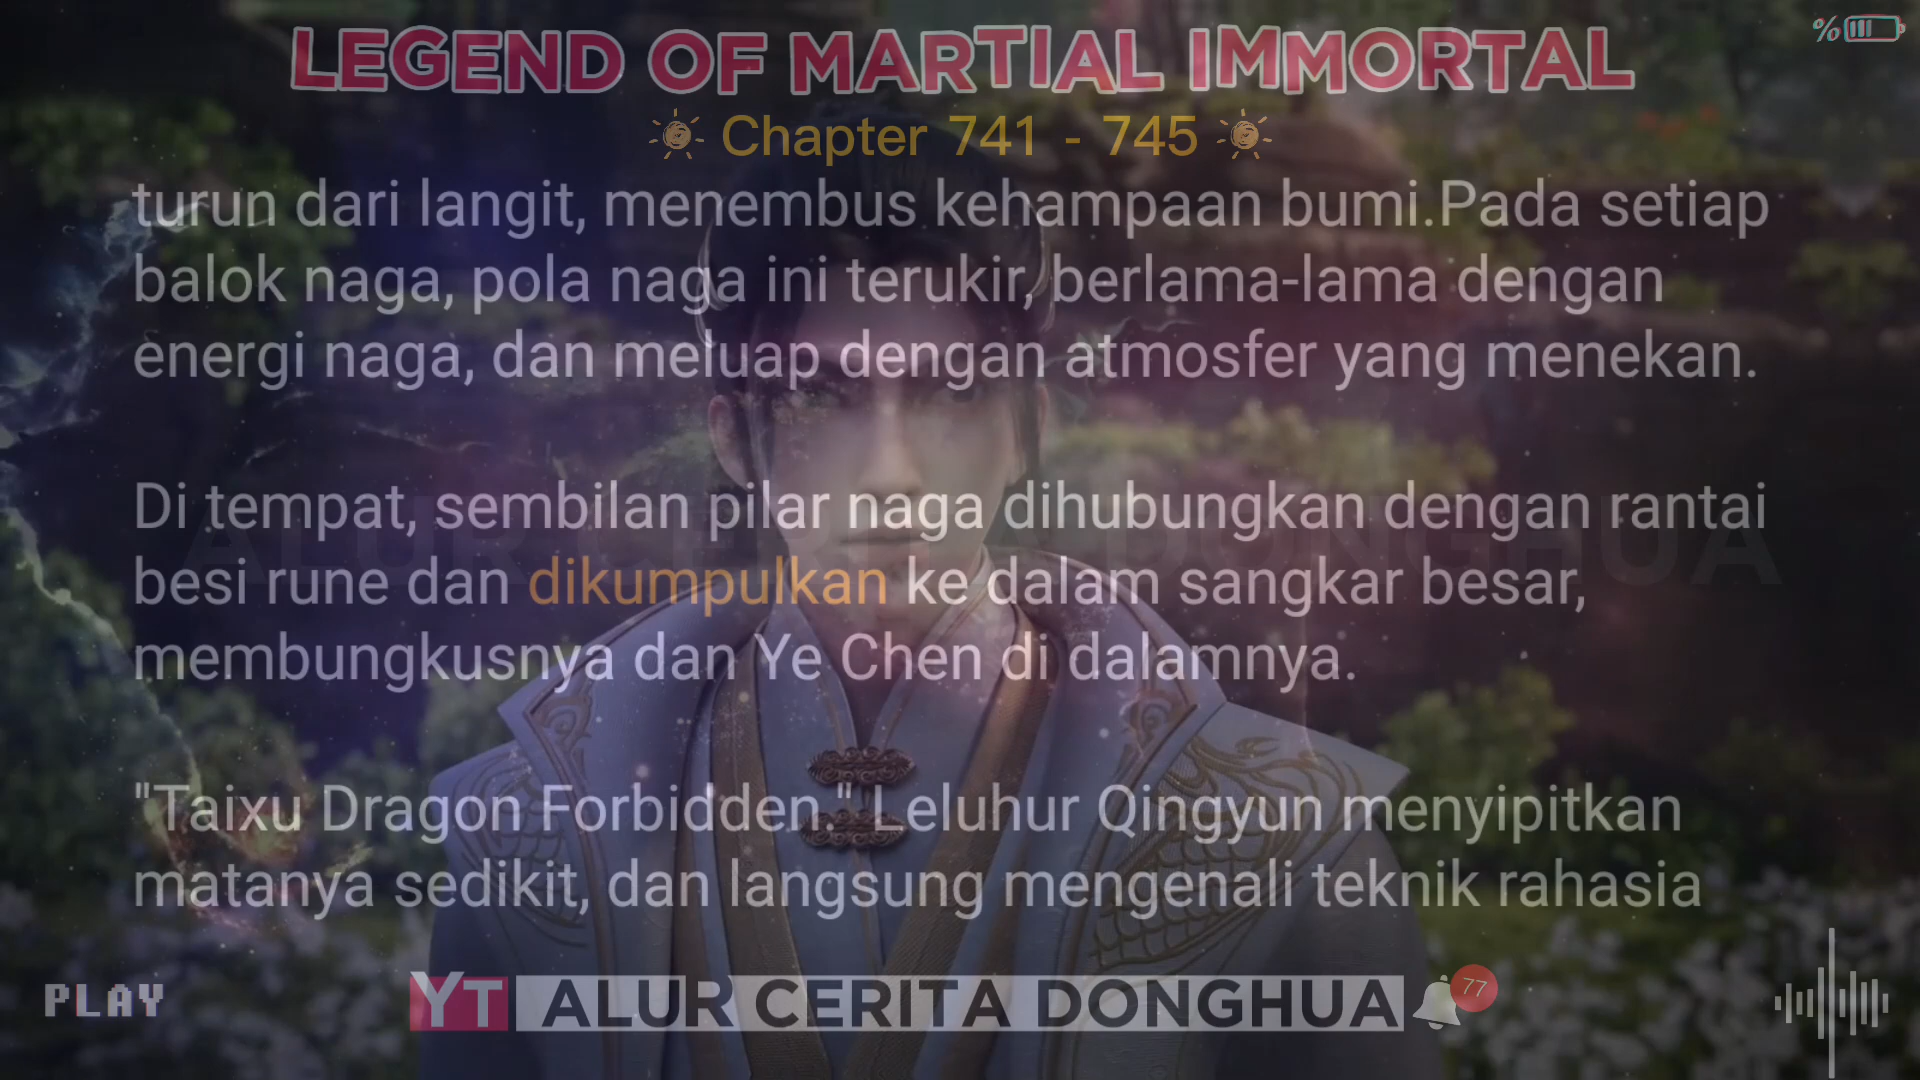 LEGEND OF MARTIAL IMMORTAL
%
Chapter 741 - 745
turun dari langit, menembus kehampaan bumi.Pada setiap
balok naga, pola naga ini terukir, berlama-lama dengan
energi naga, dan meluap dengan atmosfer yang menekan.
Di tempat, sembilan pilar naga dihubungkan dengan rantai
besi rune dan dikumpulkan ke dalam sangkar besar,
membungkusnya dan Ye Chen di dalamnya.
"Taixu Dragon Forbidden." Leluhur Qingyun menyipitkan
matanya sedikit, dan langsung mengenali teknik rahasia
ALUR CERITA DONGHUA
PLAY
YT ALUR CERITA DONGHUA 77